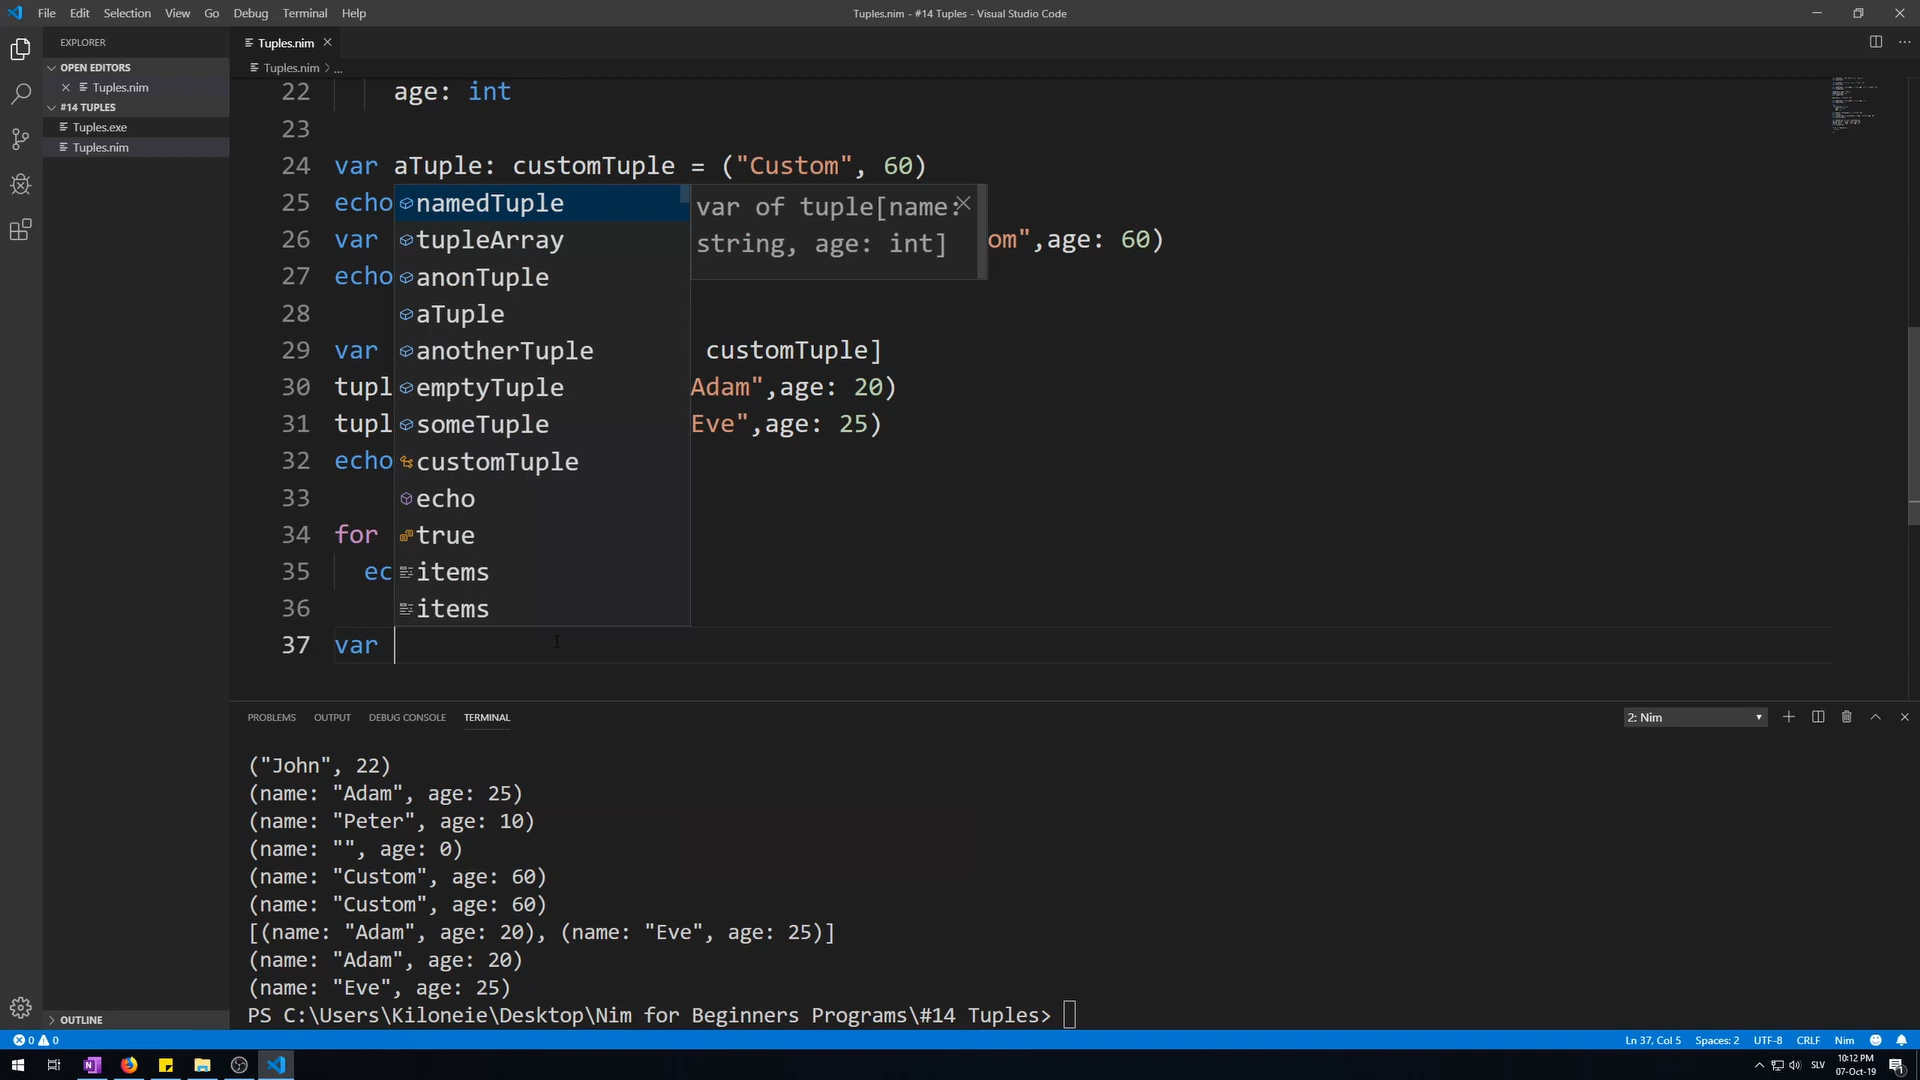 File Edit Selection View Go Debug Terminal Help
Tuples.nim - #14 Tuples - Visual Studio Code
EXPLORER
OPEN EDITORS
Tuples.nim
#14 TUPLES
Tuples.exe
Tuples.nim
OUTLINE
Tuples.nim
Tuples.nim > ...
22 age: int
23
24 var aTuple: customTuple = ("Custom", 60)
25 echo
26 var om",age: 60)
27 echo
28
29 var customTuple]
30 tupl Adam",age: 20)
31 tupl Eve",age: 25)
32 echo
33
34 for
35 ec
36
37 var
namedTuple
tupleArray
anonTuple
aTuple
anotherTuple
emptyTuple
someTuple
customTuple
echo
true
items
items
var of tuple[name:
string, age: int]
PROBLEMS OUTPUT DEBUG CONSOLE TERMINAL
2: Nim
("John", 22)
(name: "Adam", age: 25)
(name: "Peter", age: 10)
(name: "", age: 0)
(name: "Custom", age: 60)
(name: "Custom", age: 60)
[(name: "Adam", age: 20), (name: "Eve", age: 25)]
(name: "Adam", age: 20)
(name: "Eve", age: 25)
PS C:\Users\Kiloneie\Desktop\Nim for Beginners Programs\#14 Tuples>
0 0
Ln 37, Col 5 Spaces: 2 UTF-8 CRLF Nim
SLV
10:12 PM
07-Oct-19